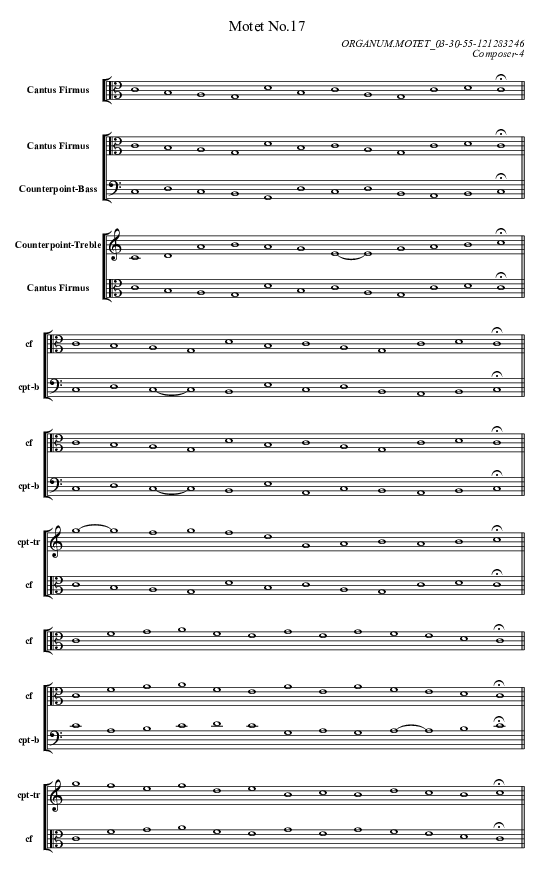 Motet No.17
ORGANUM.MOTET_03-30-55-121283246
Composer-4
Cantus Firmus
Cantus Firmus
Counterpoint-Bass
Counterpoint-Treble
Cantus Firmus
cf
cpt-b
cf
cpt-b
cpt-tr
cf
cf
cf
cpt-b
cpt-tr
cf